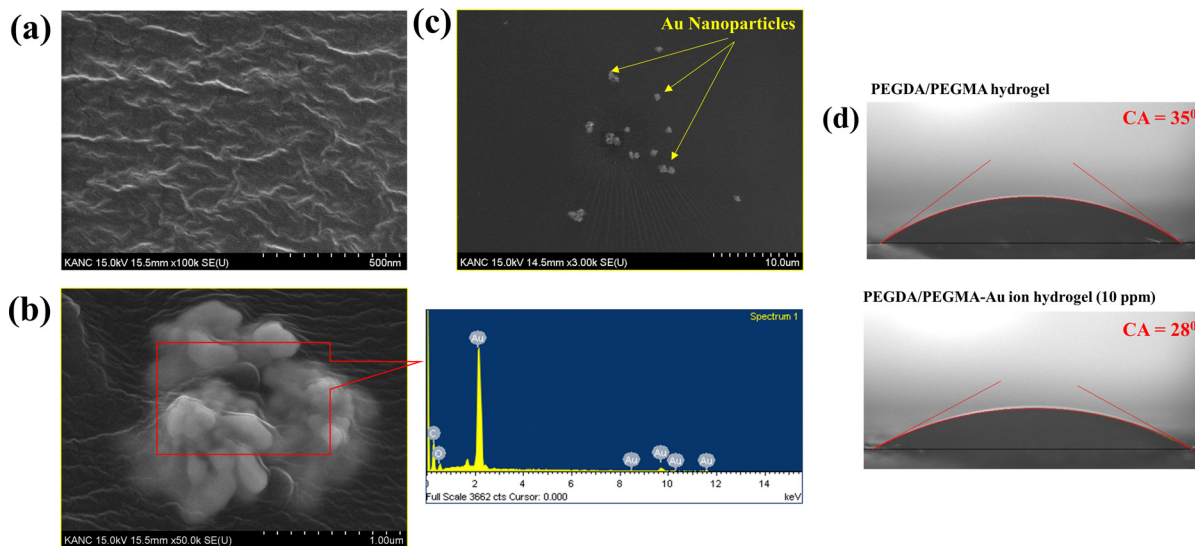 (a)
KANC 15.0kV 15.5mm x100k SE(U)
500nm
(b)
KANC 15.0kV 15.5mm x50.0k SE(U)
1.00um
(c)
Au Nanoparticles
KANC 15.0kV 14.5mm x3.00k SE(U)
10.0um
Spectrum 1
Au
C
O
Au
Au
Au
Au
0 2 4 6 8 10 12 14
Full Scale 3662 cts Cursor: 0.000
keV
(d)
PEGDA/PEGMA hydrogel
CA = 35⁰
PEGDA/PEGMA-Au ion hydrogel (10 ppm)
CA = 28⁰